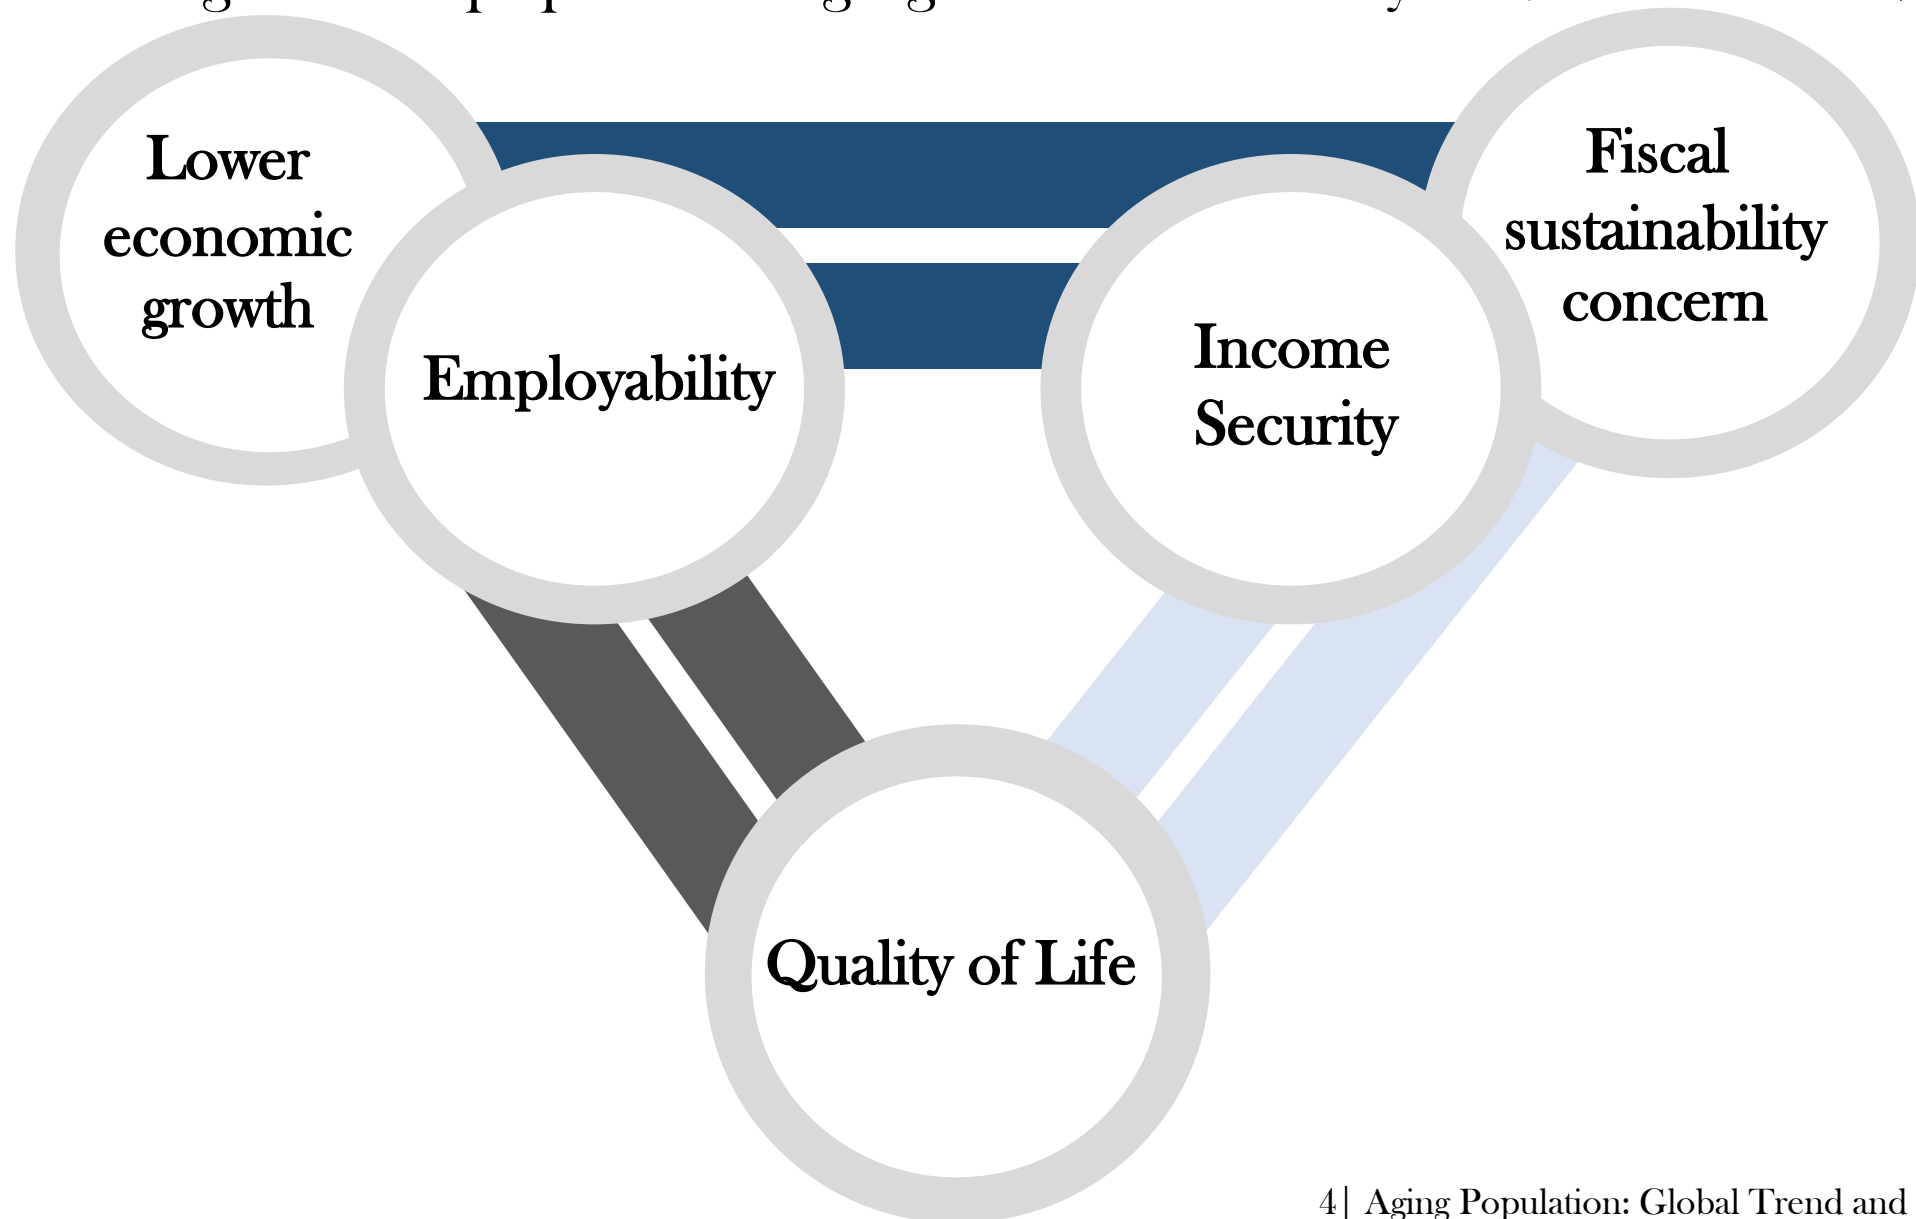 Lower
economic
growth
Employability
Income
Security
Fiscal
sustainability
concern
Quality of Life
4| Aging Population: Global Trend and